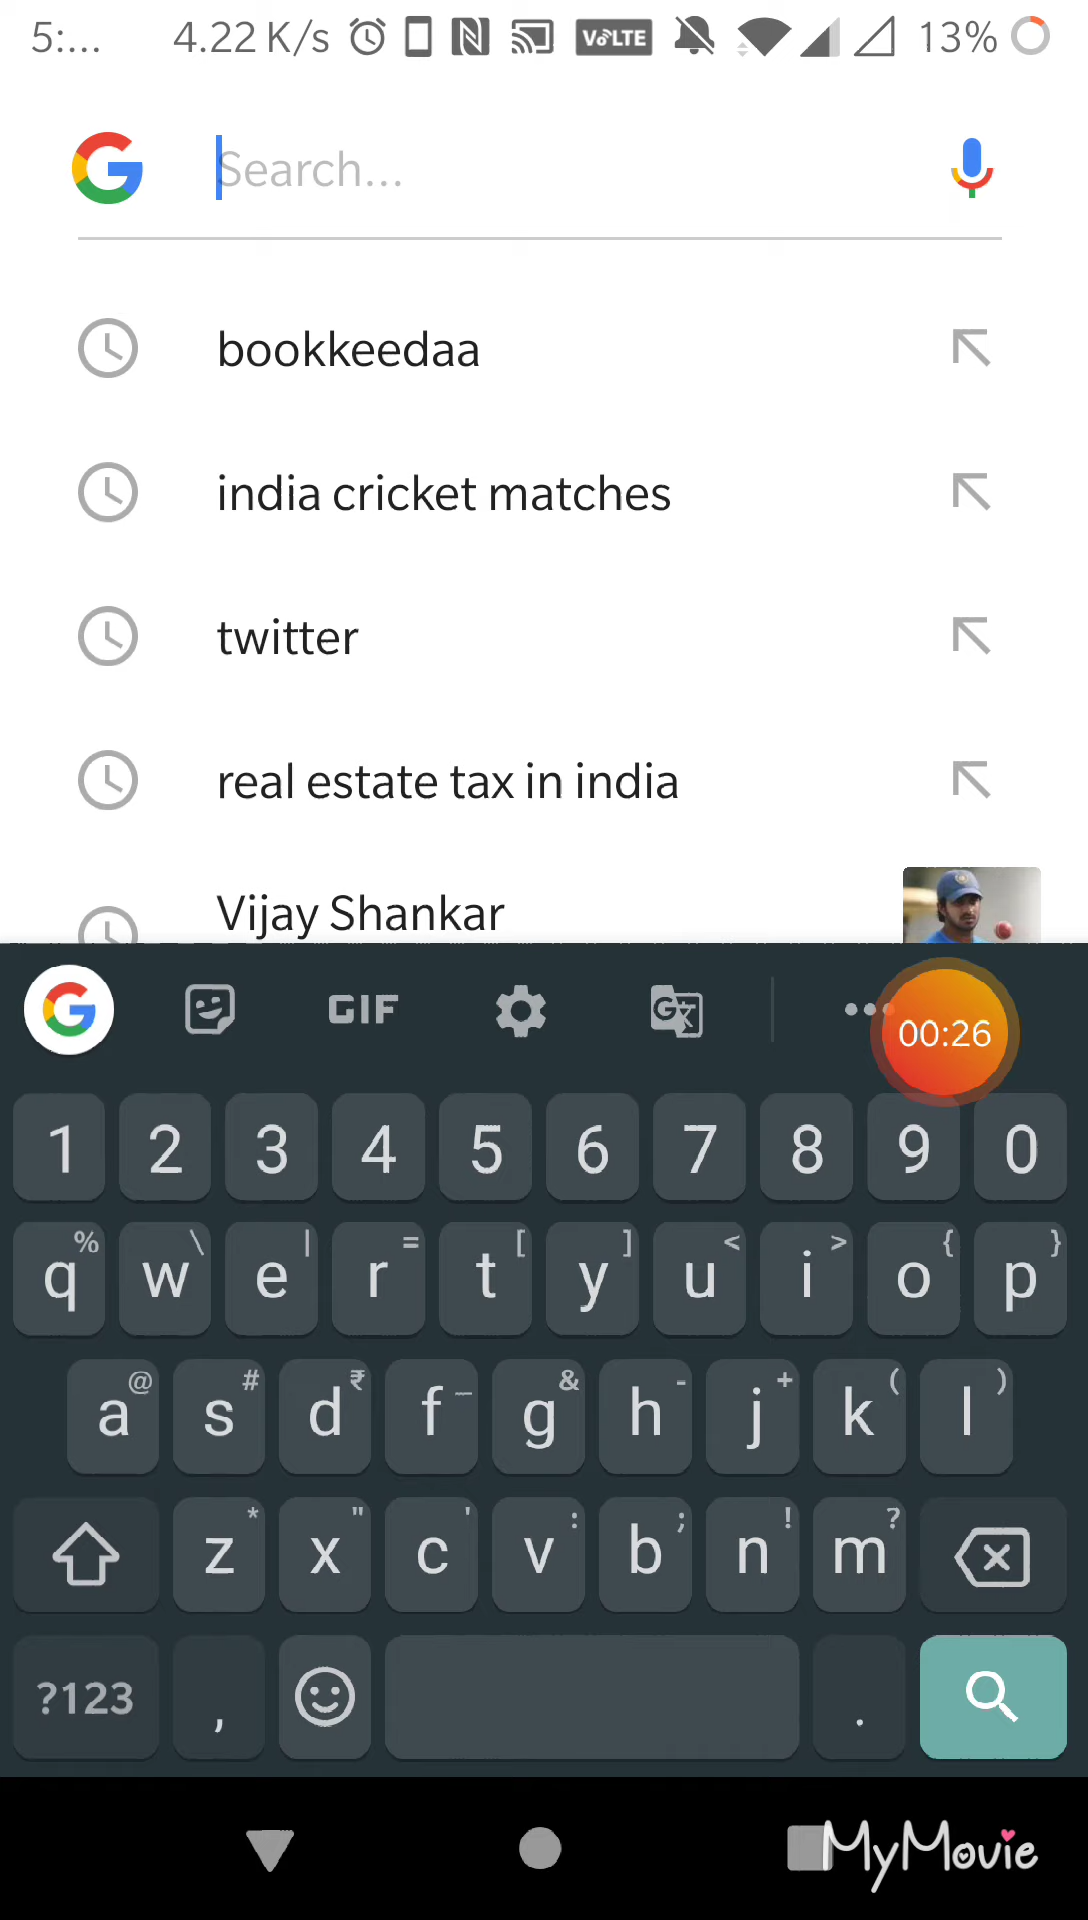 5:... 4.22 K/s VoLTE 13%
Search...
bookkeedaa
india cricket matches
twitter
real estate tax in india
Vijay Shankar
GIF
00:26
1 2 3 4 5 6 7 8 9 0
% \ | = [ ] < > { }
q w e r t y u i o p
@ # ₹ _ & - + ( )
a s d f g h j k l
* " ' : ; ! ?
z x c v b n m
?123 , .
MyMovie